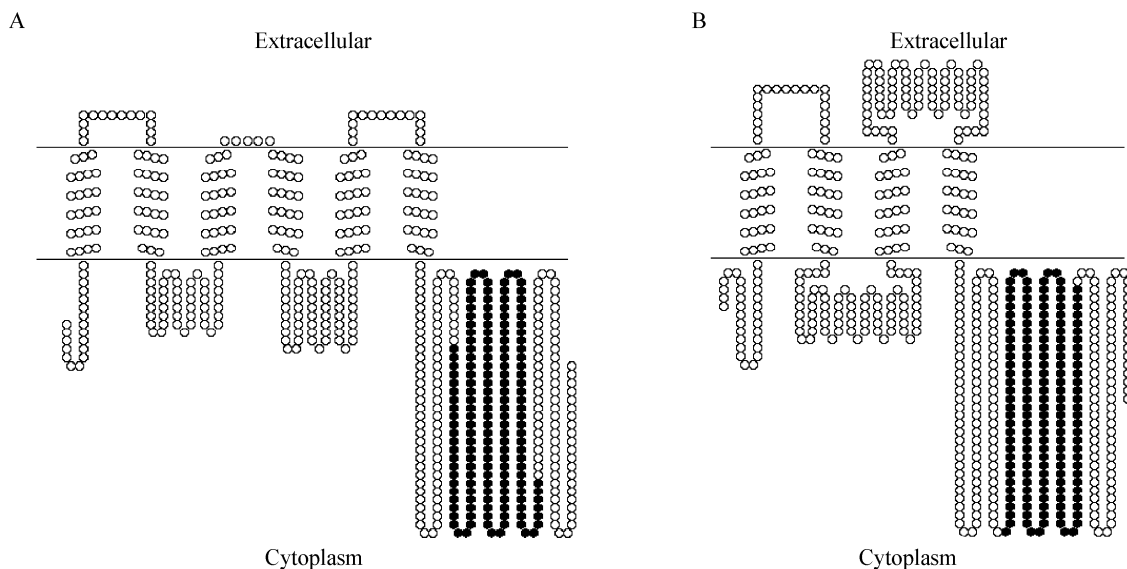 A
Extracellular
Cytoplasm
B
Extracellular
Cytoplasm